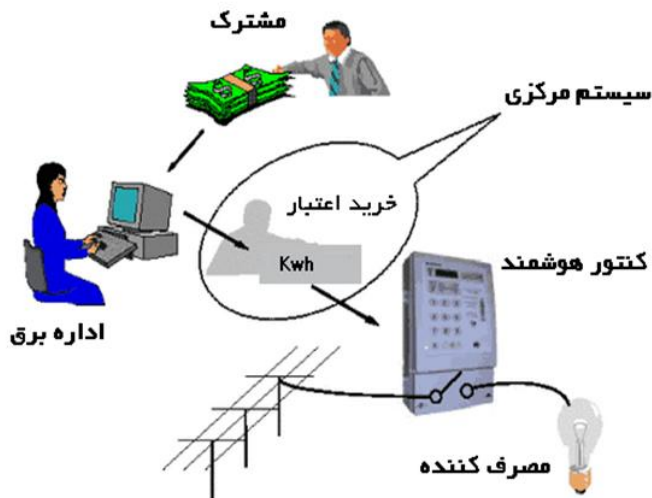 مشترک
سیستم مرکزی
خرید اعتبار
Kwh
کنتور هوشمند
اداره برق
مصرف کننده